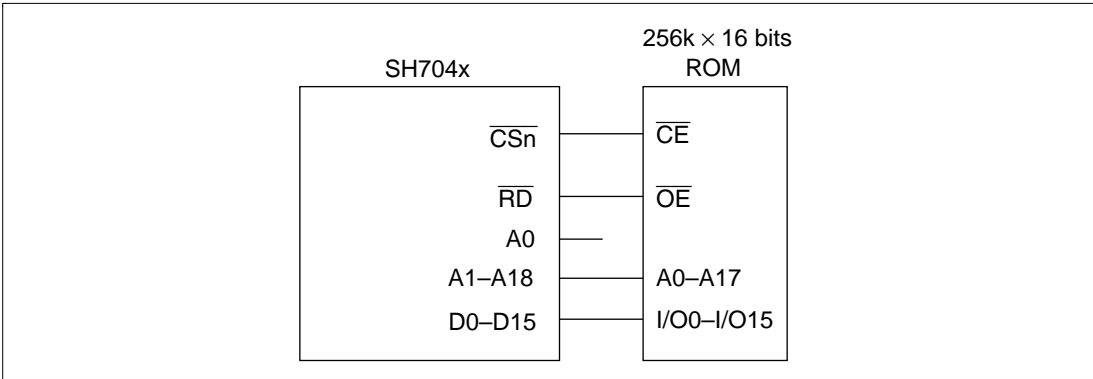 256k × 16 bits
SH704x ROM
CSn CE
RD OE
A0
A1–A18 A0–A17
D0–D15 I/O0–I/O15